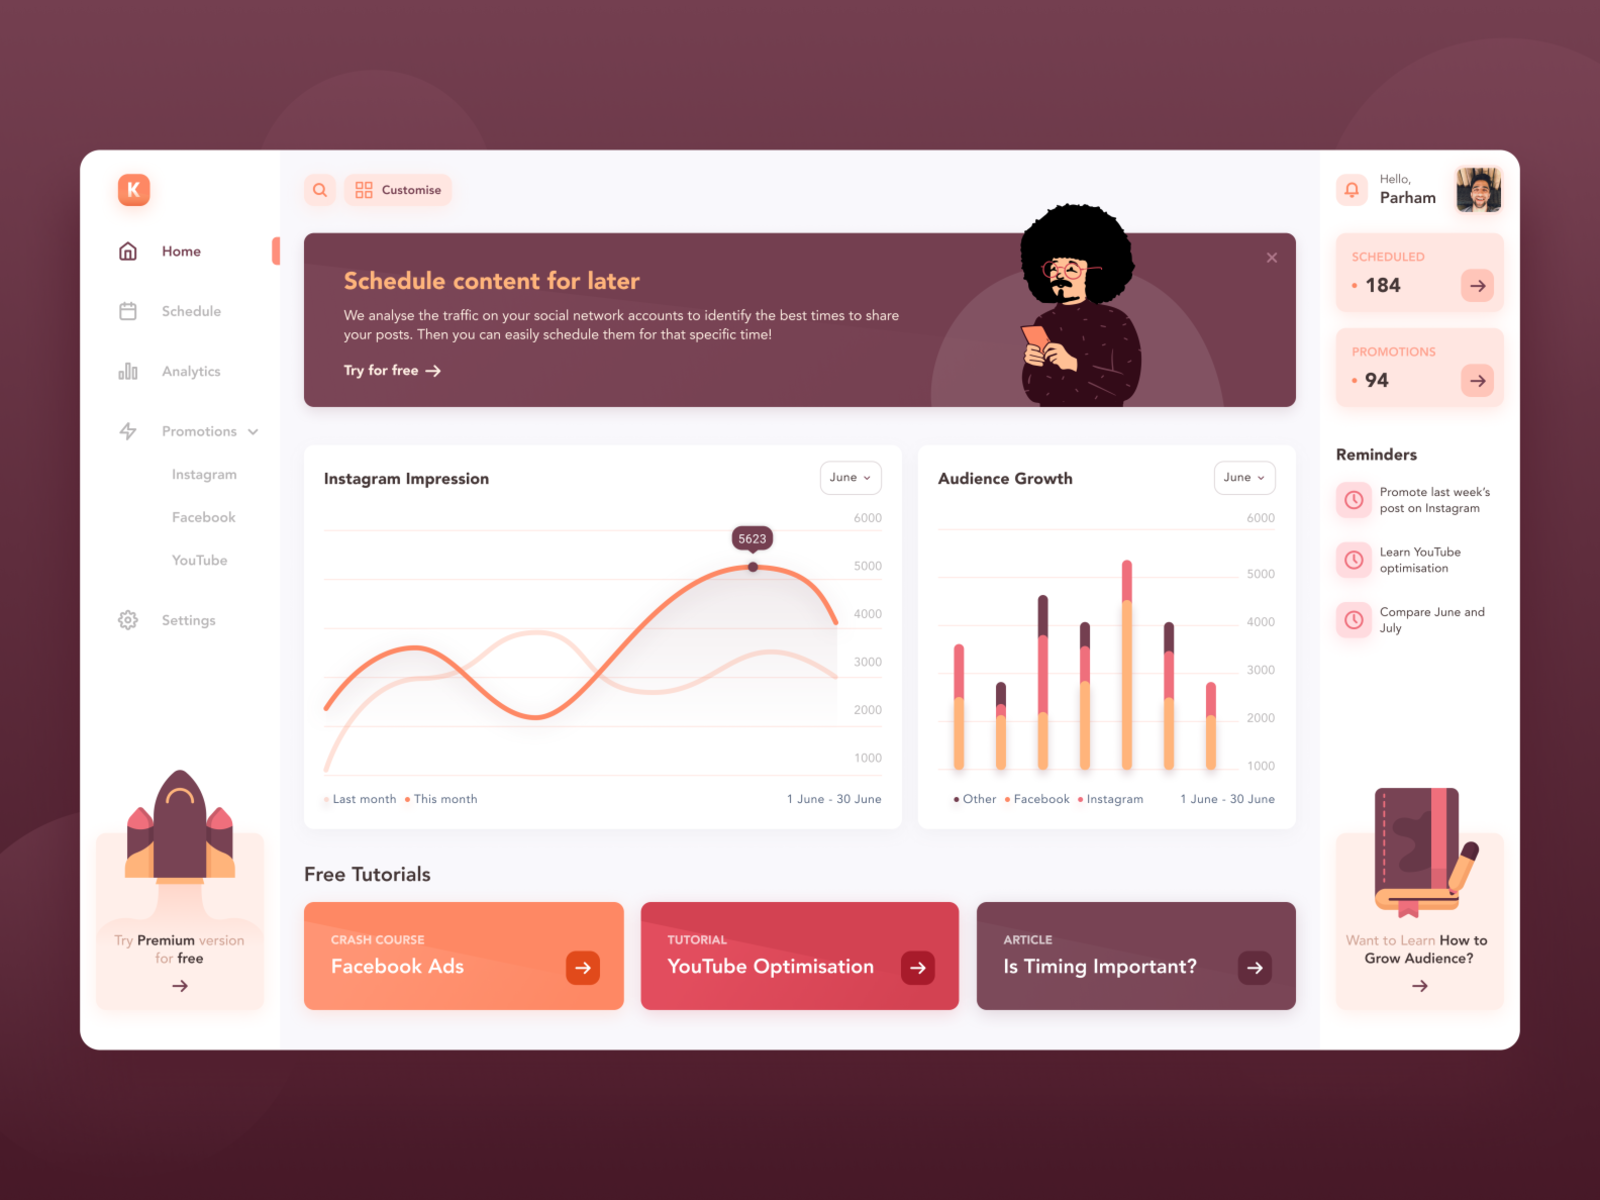 K
Home
Schedule
Analytics
Promotions
Instagram
Facebook
YouTube
Settings
Try Premium version
for free
Customise
Schedule content for later
We analyse the traffic on your social network accounts to identify the best times to share
your posts. Then you can easily schedule them for that specific time!
Try for free
Instagram Impression
June
6000
5623
5000
4000
3000
2000
1000
Last month
This month
1 June - 30 June
Audience Growth
June
6000
5000
4000
3000
2000
1000
Other
Facebook
Instagram
1 June - 30 June
Free Tutorials
CRASH COURSE
Facebook Ads
TUTORIAL
YouTube Optimisation
ARTICLE
Is Timing Important?
Hello,
Parham
SCHEDULED
184
PROMOTIONS
94
Reminders
Promote last week's
post on Instagram
Learn YouTube
optimisation
Compare June and
July
Want to Learn How to
Grow Audience?